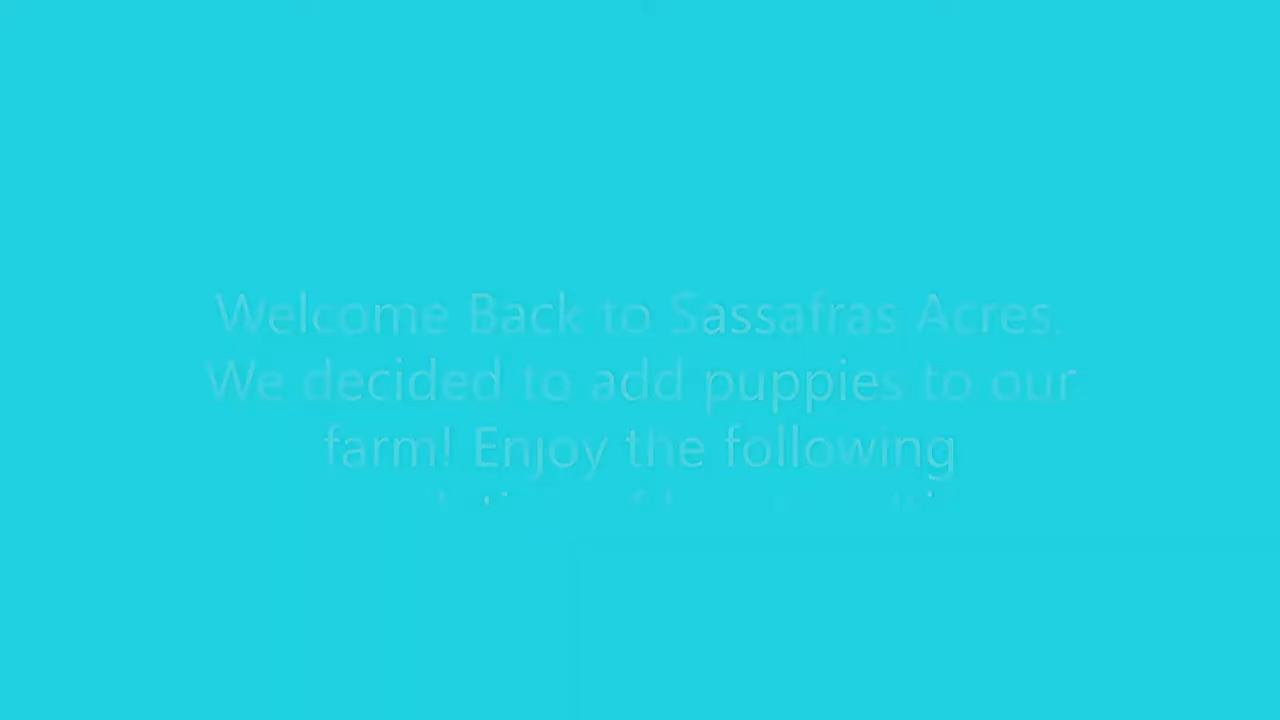 Welcome Back to Sassafras Acres.
We decided to add puppies to our
farm! Enjoy the following